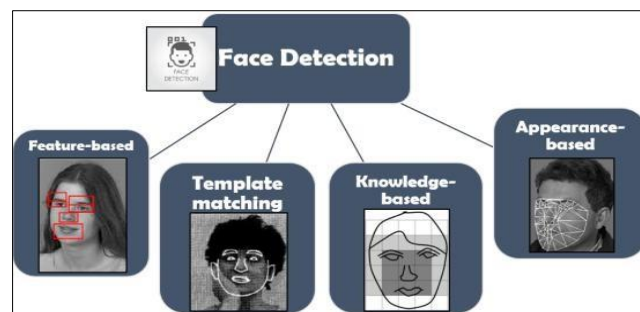 Face Detection
FACE
DETECTION
Feature-based
Template
matching
Knowledge-
based
Appearance-
based